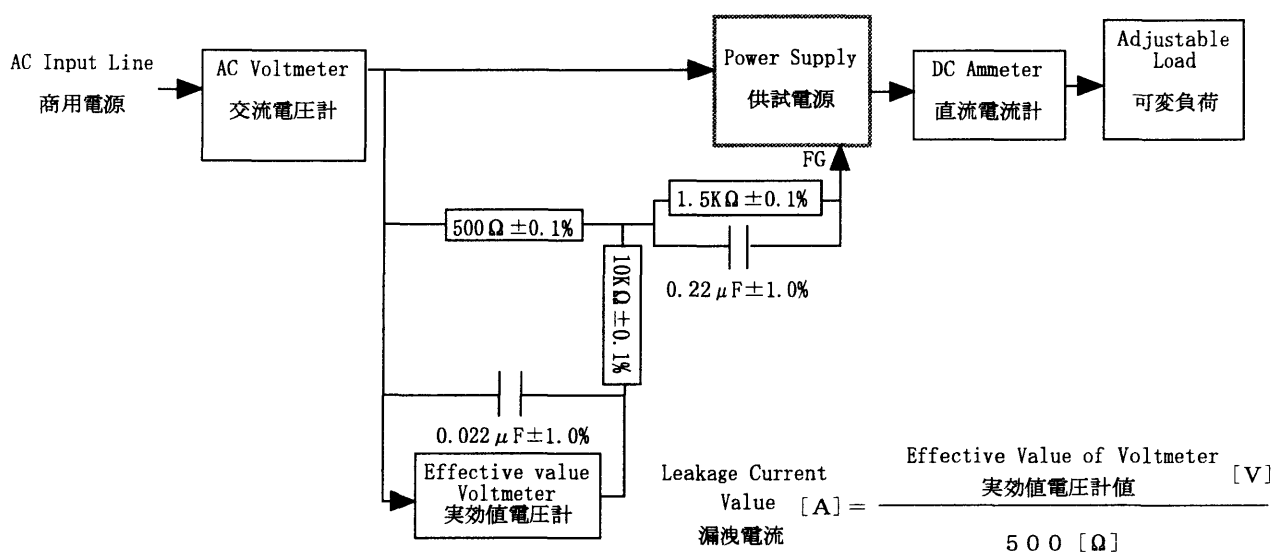 AC Input Line
商用電源
AC Voltmeter
交流電圧計
Power Supply
供試電源
FG
DC Ammeter
直流電流計
Adjustable
Load
可変負荷
500Ω±0.1%
1.5KΩ±0.1%
0.22μF±1.0%
10KΩ±0.1%
0.022μF±1.0%
Effective value
Voltmeter
実効値電圧計
Leakage Current
Value [A]=
漏洩電流
Effective Value of Voltmeter [V]
実効値電圧計値
500[Ω]